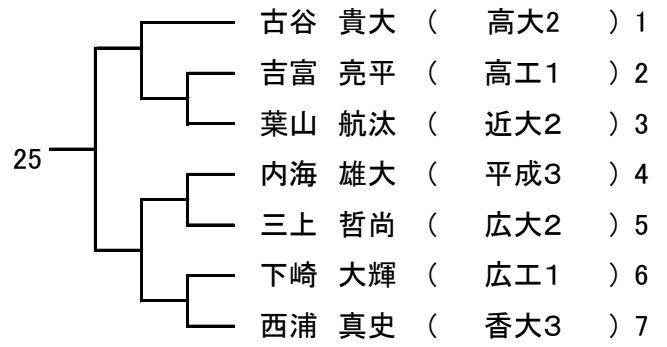 古谷 貴大 ( 高大2 ) 1
吉富 亮平 ( 高工1 ) 2
葉山 航汰 ( 近大2 ) 3
25
内海 雄大 ( 平成3 ) 4
三上 哲尚 ( 広大2 ) 5
下崎 大輝 ( 広工1 ) 6
西浦 真史 ( 香大3 ) 7